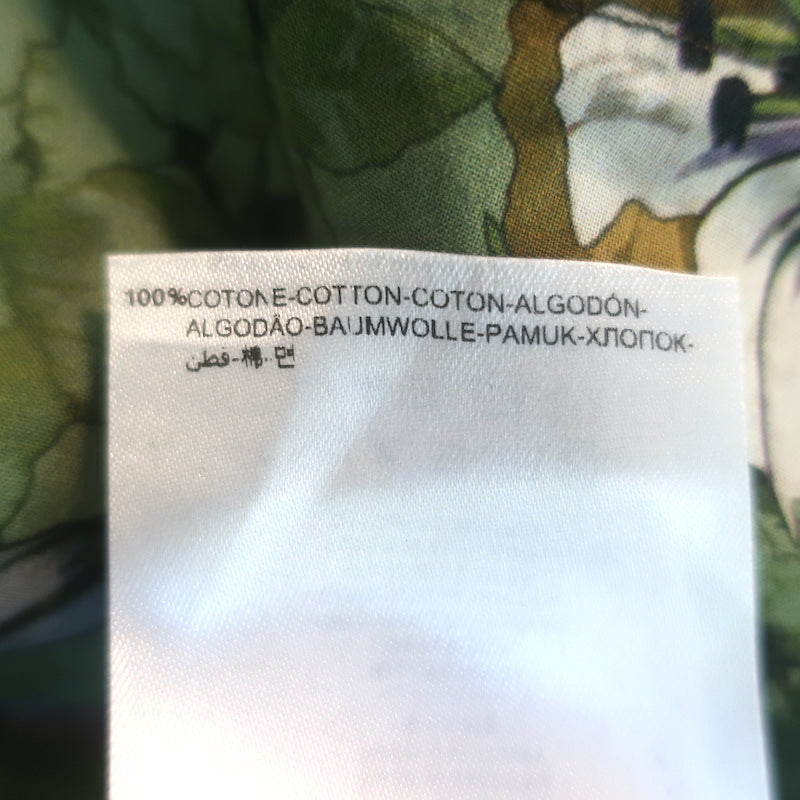 100%COTONE-COTTON-COTON-ALGODÓN-
ALGODÃO-BAUMWOLLE-PAMUK-ХЛОПОК-
قطن-棉-면